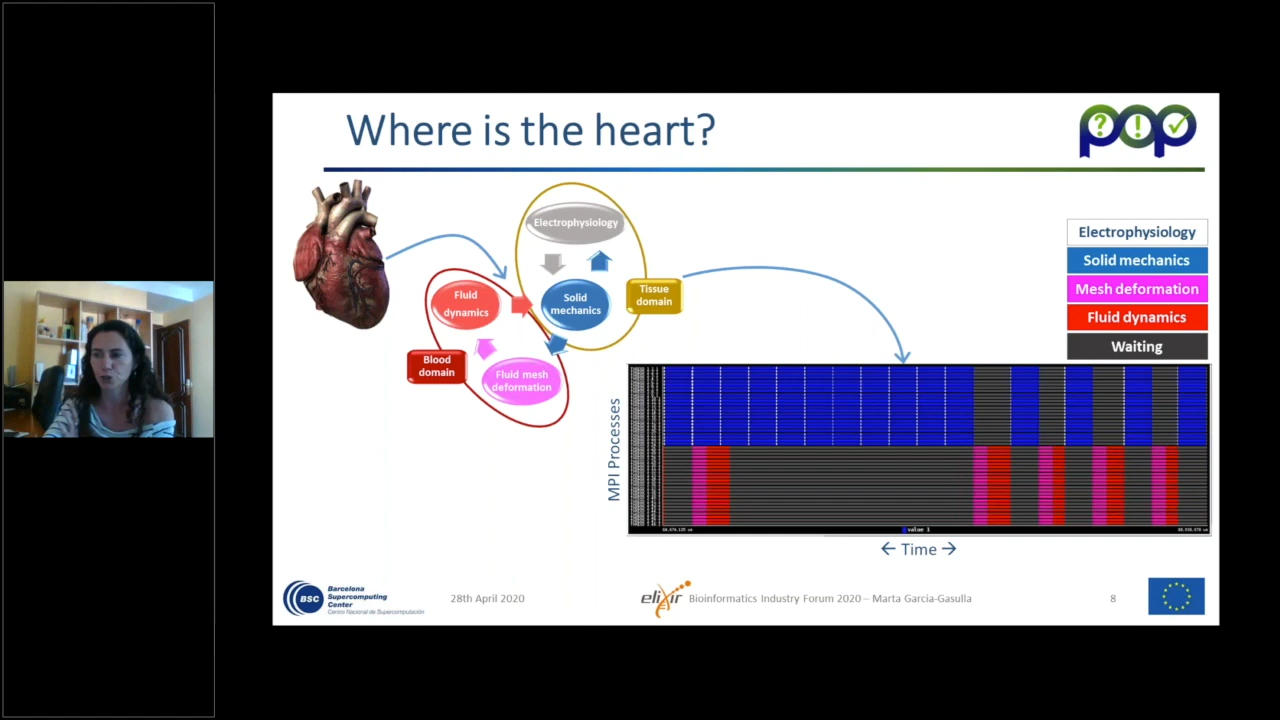 Where is the heart?
pop
? ! ✓
Electrophysiology
Fluid
dynamics
Solid
mechanics
Tissue
domain
Blood
domain
Fluid mesh
deformation
Electrophysiology
Solid mechanics
Mesh deformation
Fluid dynamics
Waiting
MPI Processes
value 1
← Time →
BSC
Barcelona
Supercomputing
Center
Centro Nacional de Supercomputación
28th April 2020
elixir
Bioinformatics Industry Forum 2020 – Marta Garcia-Gasulla
8